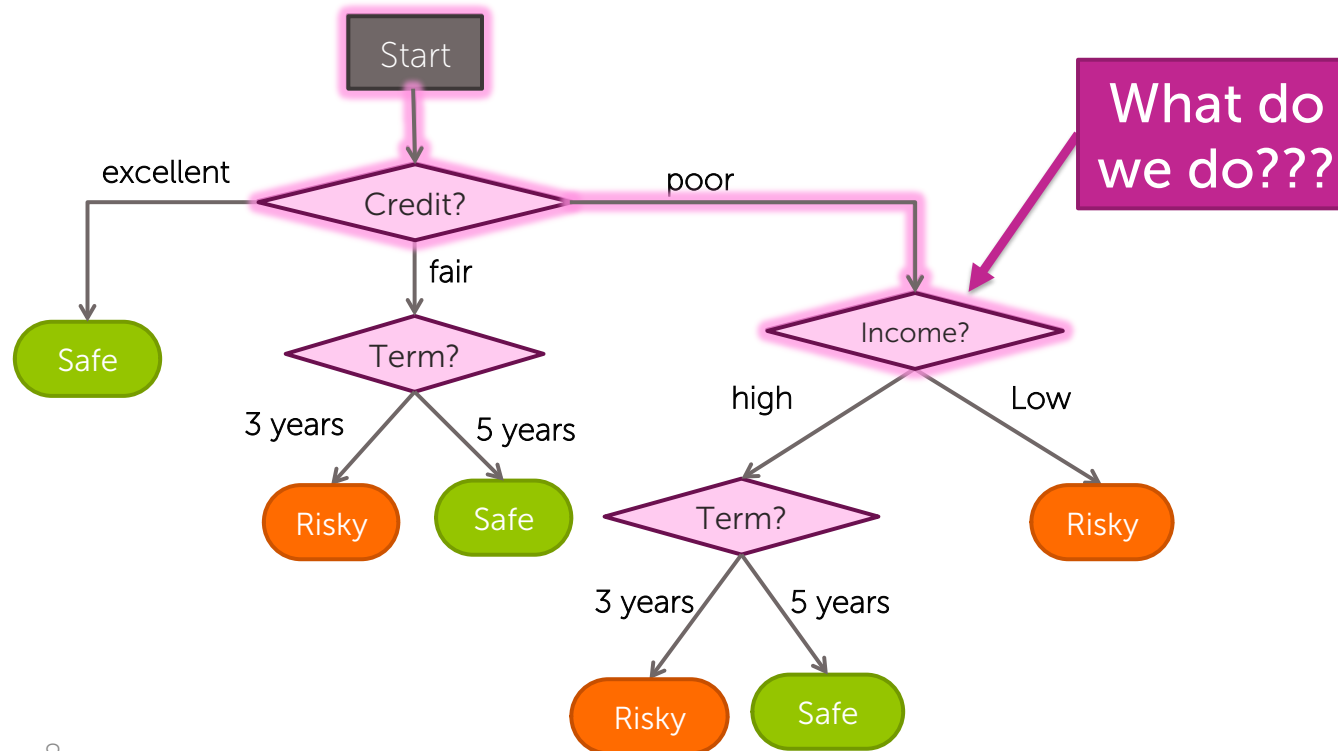 Start
What do
we do???
excellent
Credit?
poor
fair
Safe
Term?
Income?
3 years
5 years
high
Low
Risky
Safe
Term?
Risky
3 years
5 years
Risky
Safe